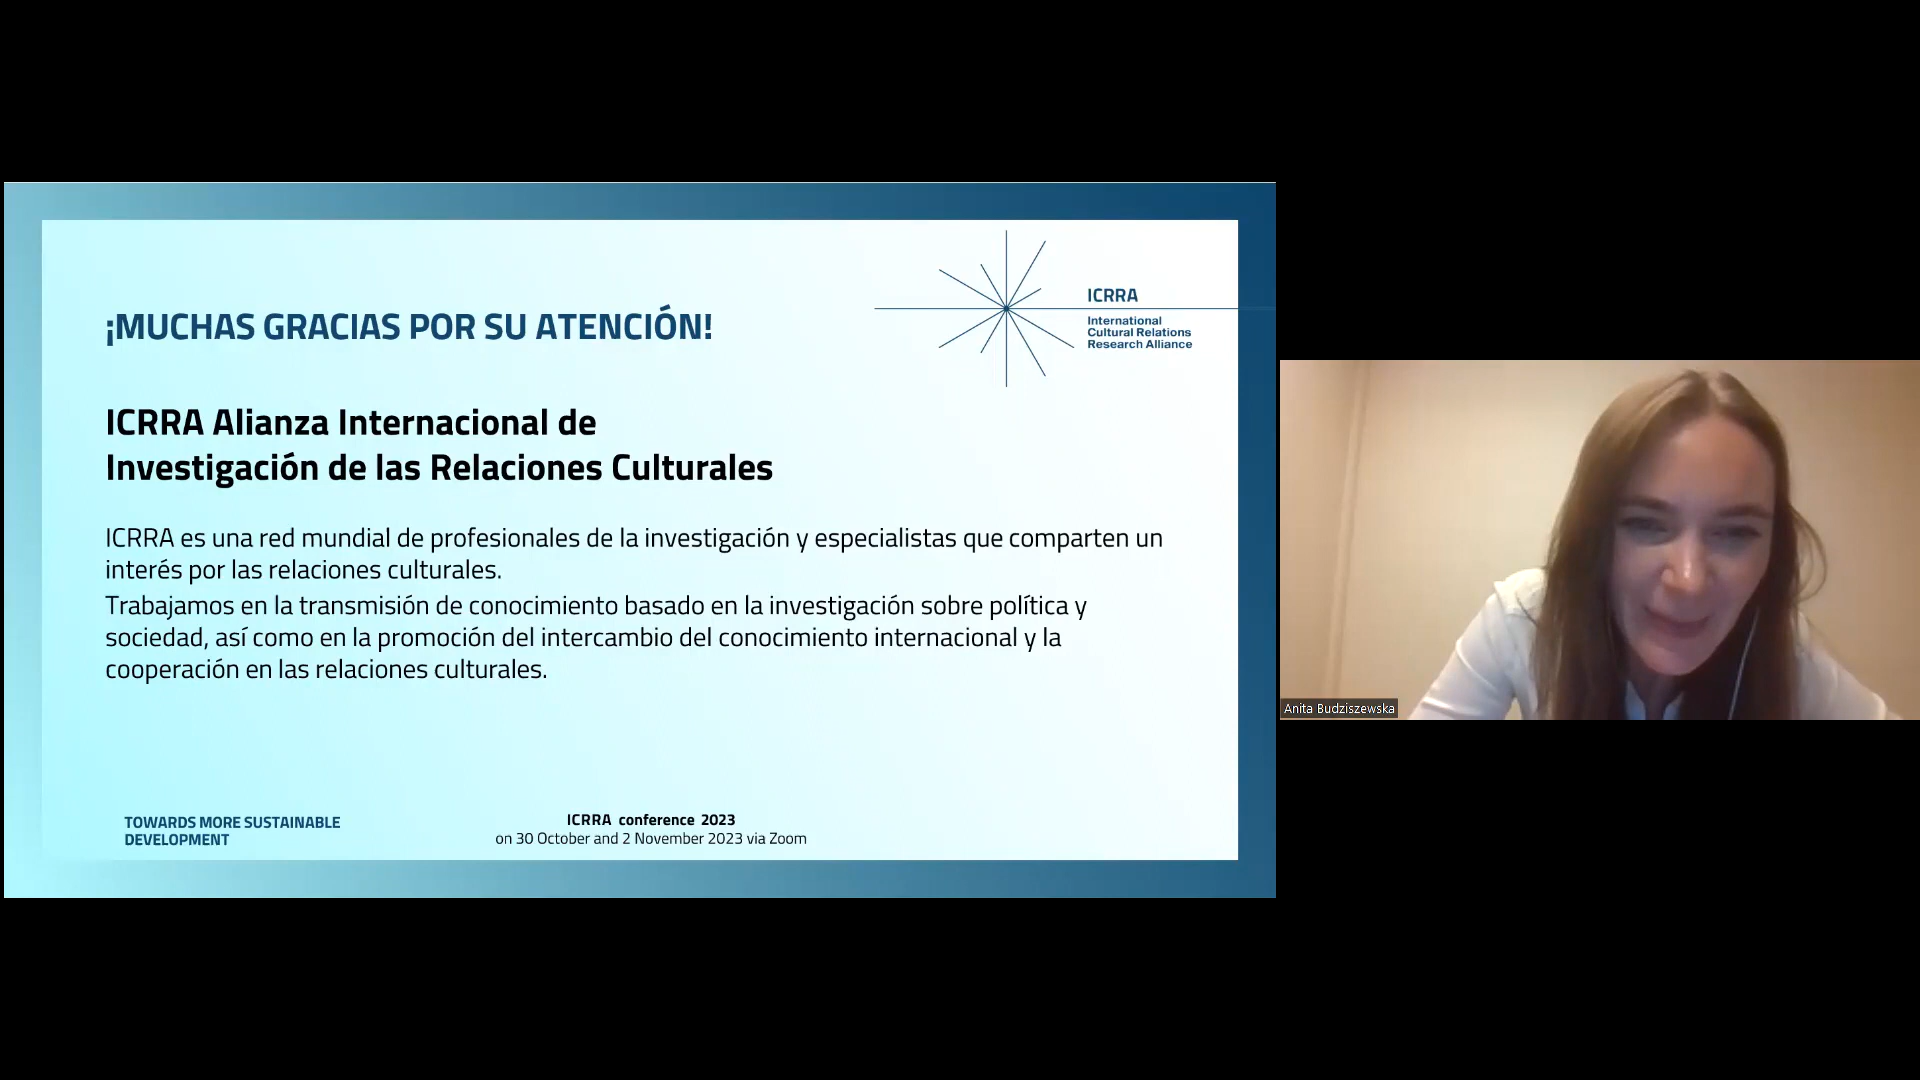 ¡MUCHAS GRACIAS POR SU ATENCIÓN!
ICRRA
International
Cultural Relations
Research Alliance
ICRRA Alianza Internacional de
Investigación de las Relaciones Culturales
ICRRA es una red mundial de profesionales de la investigación y especialistas que comparten un
interés por las relaciones culturales.
Trabajamos en la transmisión de conocimiento basado en la investigación sobre política y
sociedad, así como en la promoción del intercambio del conocimiento internacional y la
cooperación en las relaciones culturales.
TOWARDS MORE SUSTAINABLE
DEVELOPMENT
ICRRA conference 2023
on 30 October and 2 November 2023 via Zoom
Anita Budziszewska